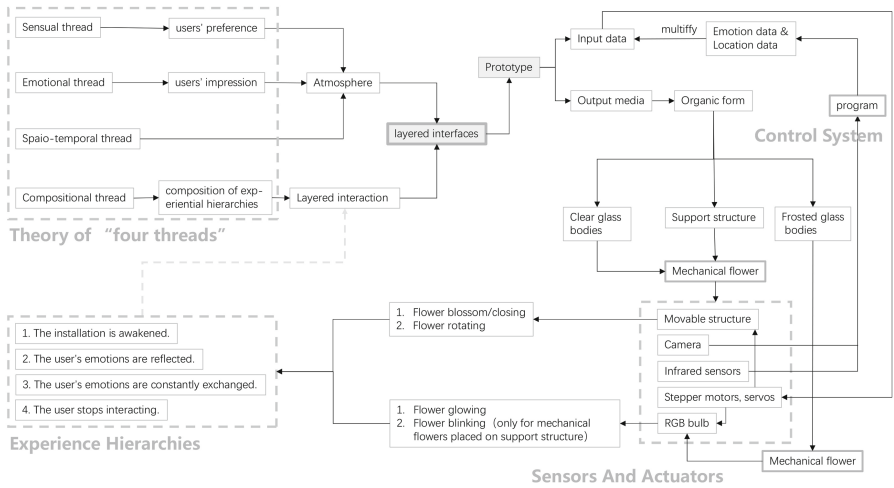 Sensual thread
users' preference
Emotional thread
users' impression
Atmosphere
Spaio-temporal thread
Compositional thread
composition of exp-
eriential hierarchies
Layered interaction
Theory of “four threads”
layered interfaces
Prototype
Input data
multiffy
Emotion data &
Location data
Output media
Organic form
program
Control System
Clear glass
bodies
Support structure
Frosted glass
bodies
Mechanical flower
1. The installation is awakened.
2. The user's emotions are reflected.
3. The user's emotions are constantly exchanged.
4. The user stops interacting.
Experience Hierarchies
1. Flower blossom/closing
2. Flower rotating
1. Flower glowing
2. Flower blinking（only for mechanical
flowers placed on support structure）
Movable structure
Camera
Infrared sensors
Stepper motors, servos
RGB bulb
Mechanical flower
Sensors And Actuators